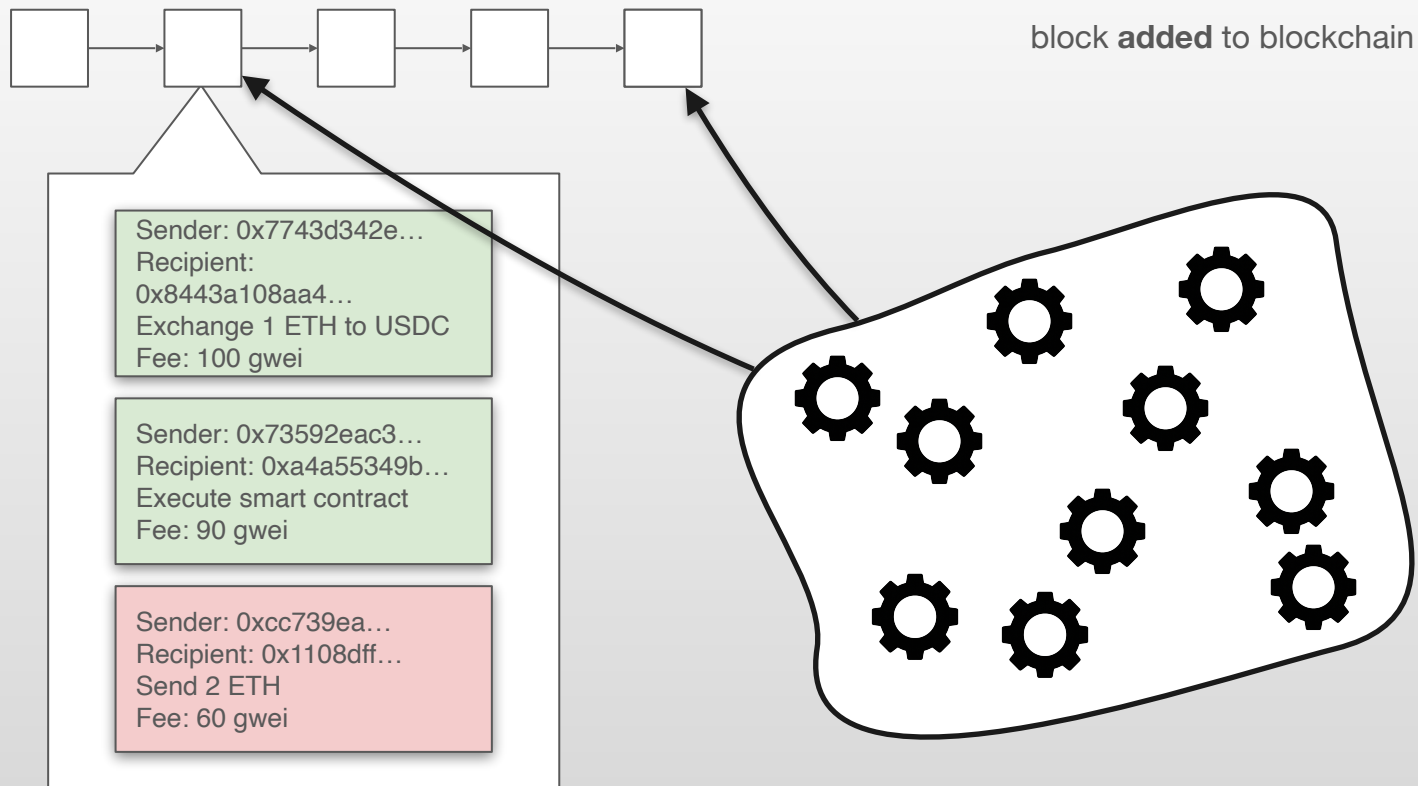 block added to blockchain
Sender: 0x7743d342e…
Recipient:
0x8443a108aa4…
Exchange 1 ETH to USDC
Fee: 100 gwei
Sender: 0x73592eac3…
Recipient: 0xa4a55349b…
Execute smart contract
Fee: 90 gwei
Sender: 0xcc739ea…
Recipient: 0x1108dff…
Send 2 ETH
Fee: 60 gwei